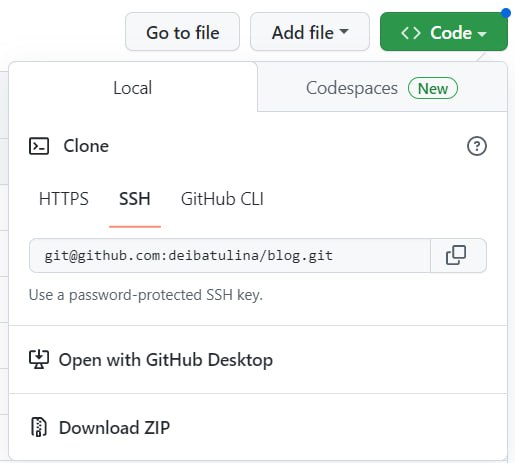 Go to file Add file <> Code
Local Codespaces New
Clone
HTTPS SSH GitHub CLI
git@github.com:deibatulina/blog.git
Use a password-protected SSH key.
Open with GitHub Desktop
Download ZIP